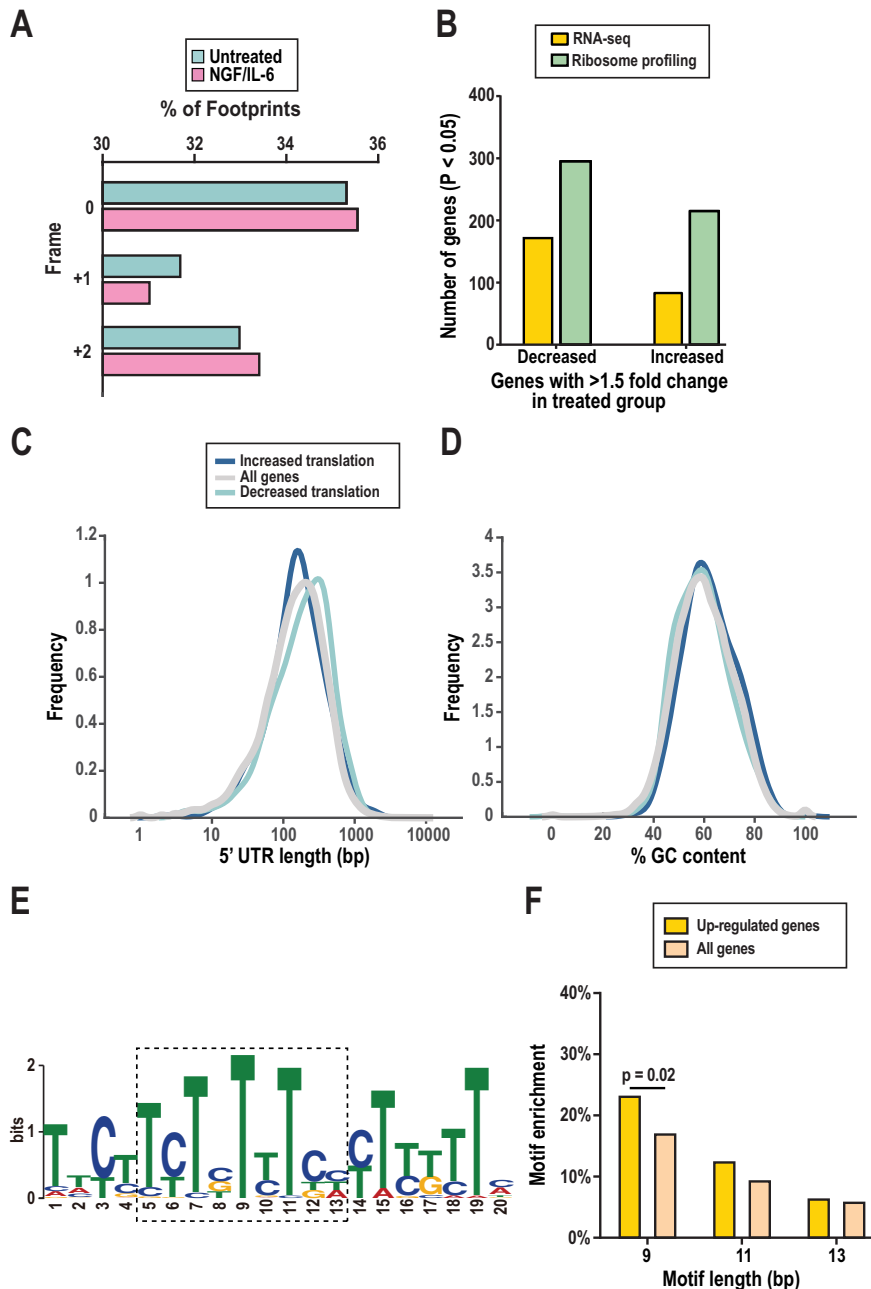 A
Untreated
NGF/IL-6
% of Footprints
30 32 34 36
Frame
0
+1
+2
B
RNA-seq
Ribosome profiling
Number of genes (P < 0.05)
400
300
200
100
0
Decreased Increased
Genes with >1.5 fold change
in treated group
C
Increased translation
All genes
Decreased translation
Frequency
1.2
1
0.8
0.6
0.4
0.2
0
1 10 100 1000 10000
5' UTR length (bp)
D
Frequency
4
3.5
3
2.5
2
1.5
1
0.5
0
0 20 40 60 80 100
% GC content
E
bits
2
1
0
1 2 3 4 5 6 7 8 9 10 11 12 13 14 15 16 17 18 19 20
F
Up-regulated genes
All genes
Motif enrichment
40%
30%
20%
10%
0%
p = 0.02
9 11 13
Motif length (bp)